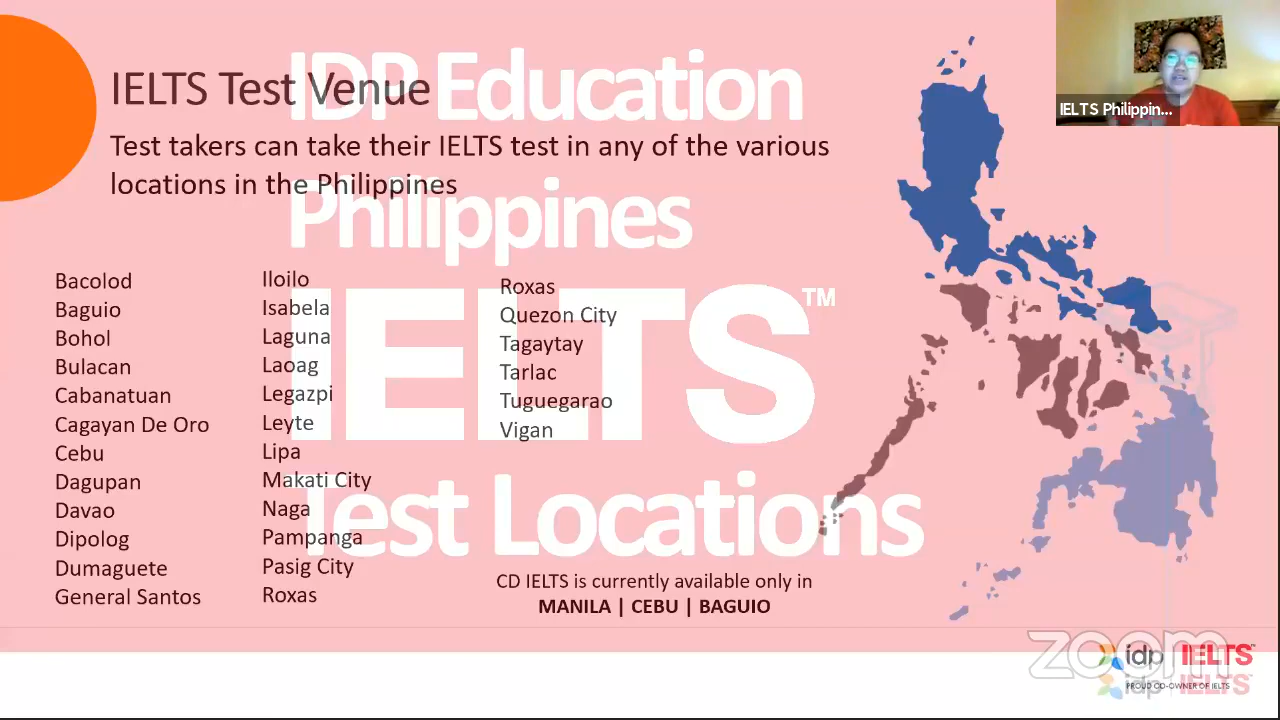 IDP Education
Philippines
IELTS™
Test Locations
IELTS Test Venue
Test takers can take their IELTS test in any of the various
locations in the Philippines
Bacolod
Baguio
Bohol
Bulacan
Cabanatuan
Cagayan De Oro
Cebu
Dagupan
Davao
Dipolog
Dumaguete
General Santos
Iloilo
Isabela
Laguna
Laoag
Legazpi
Leyte
Lipa
Makati City
Naga
Pampanga
Pasig City
Roxas
Roxas
Quezon City
Tagaytay
Tarlac
Tuguegarao
Vigan
CD IELTS is currently available only in
MANILA | CEBU | BAGUIO
IELTS Philippin...
zoom
idp IELTS™
PROUD CO-OWNER OF IELTS
idp IELTS